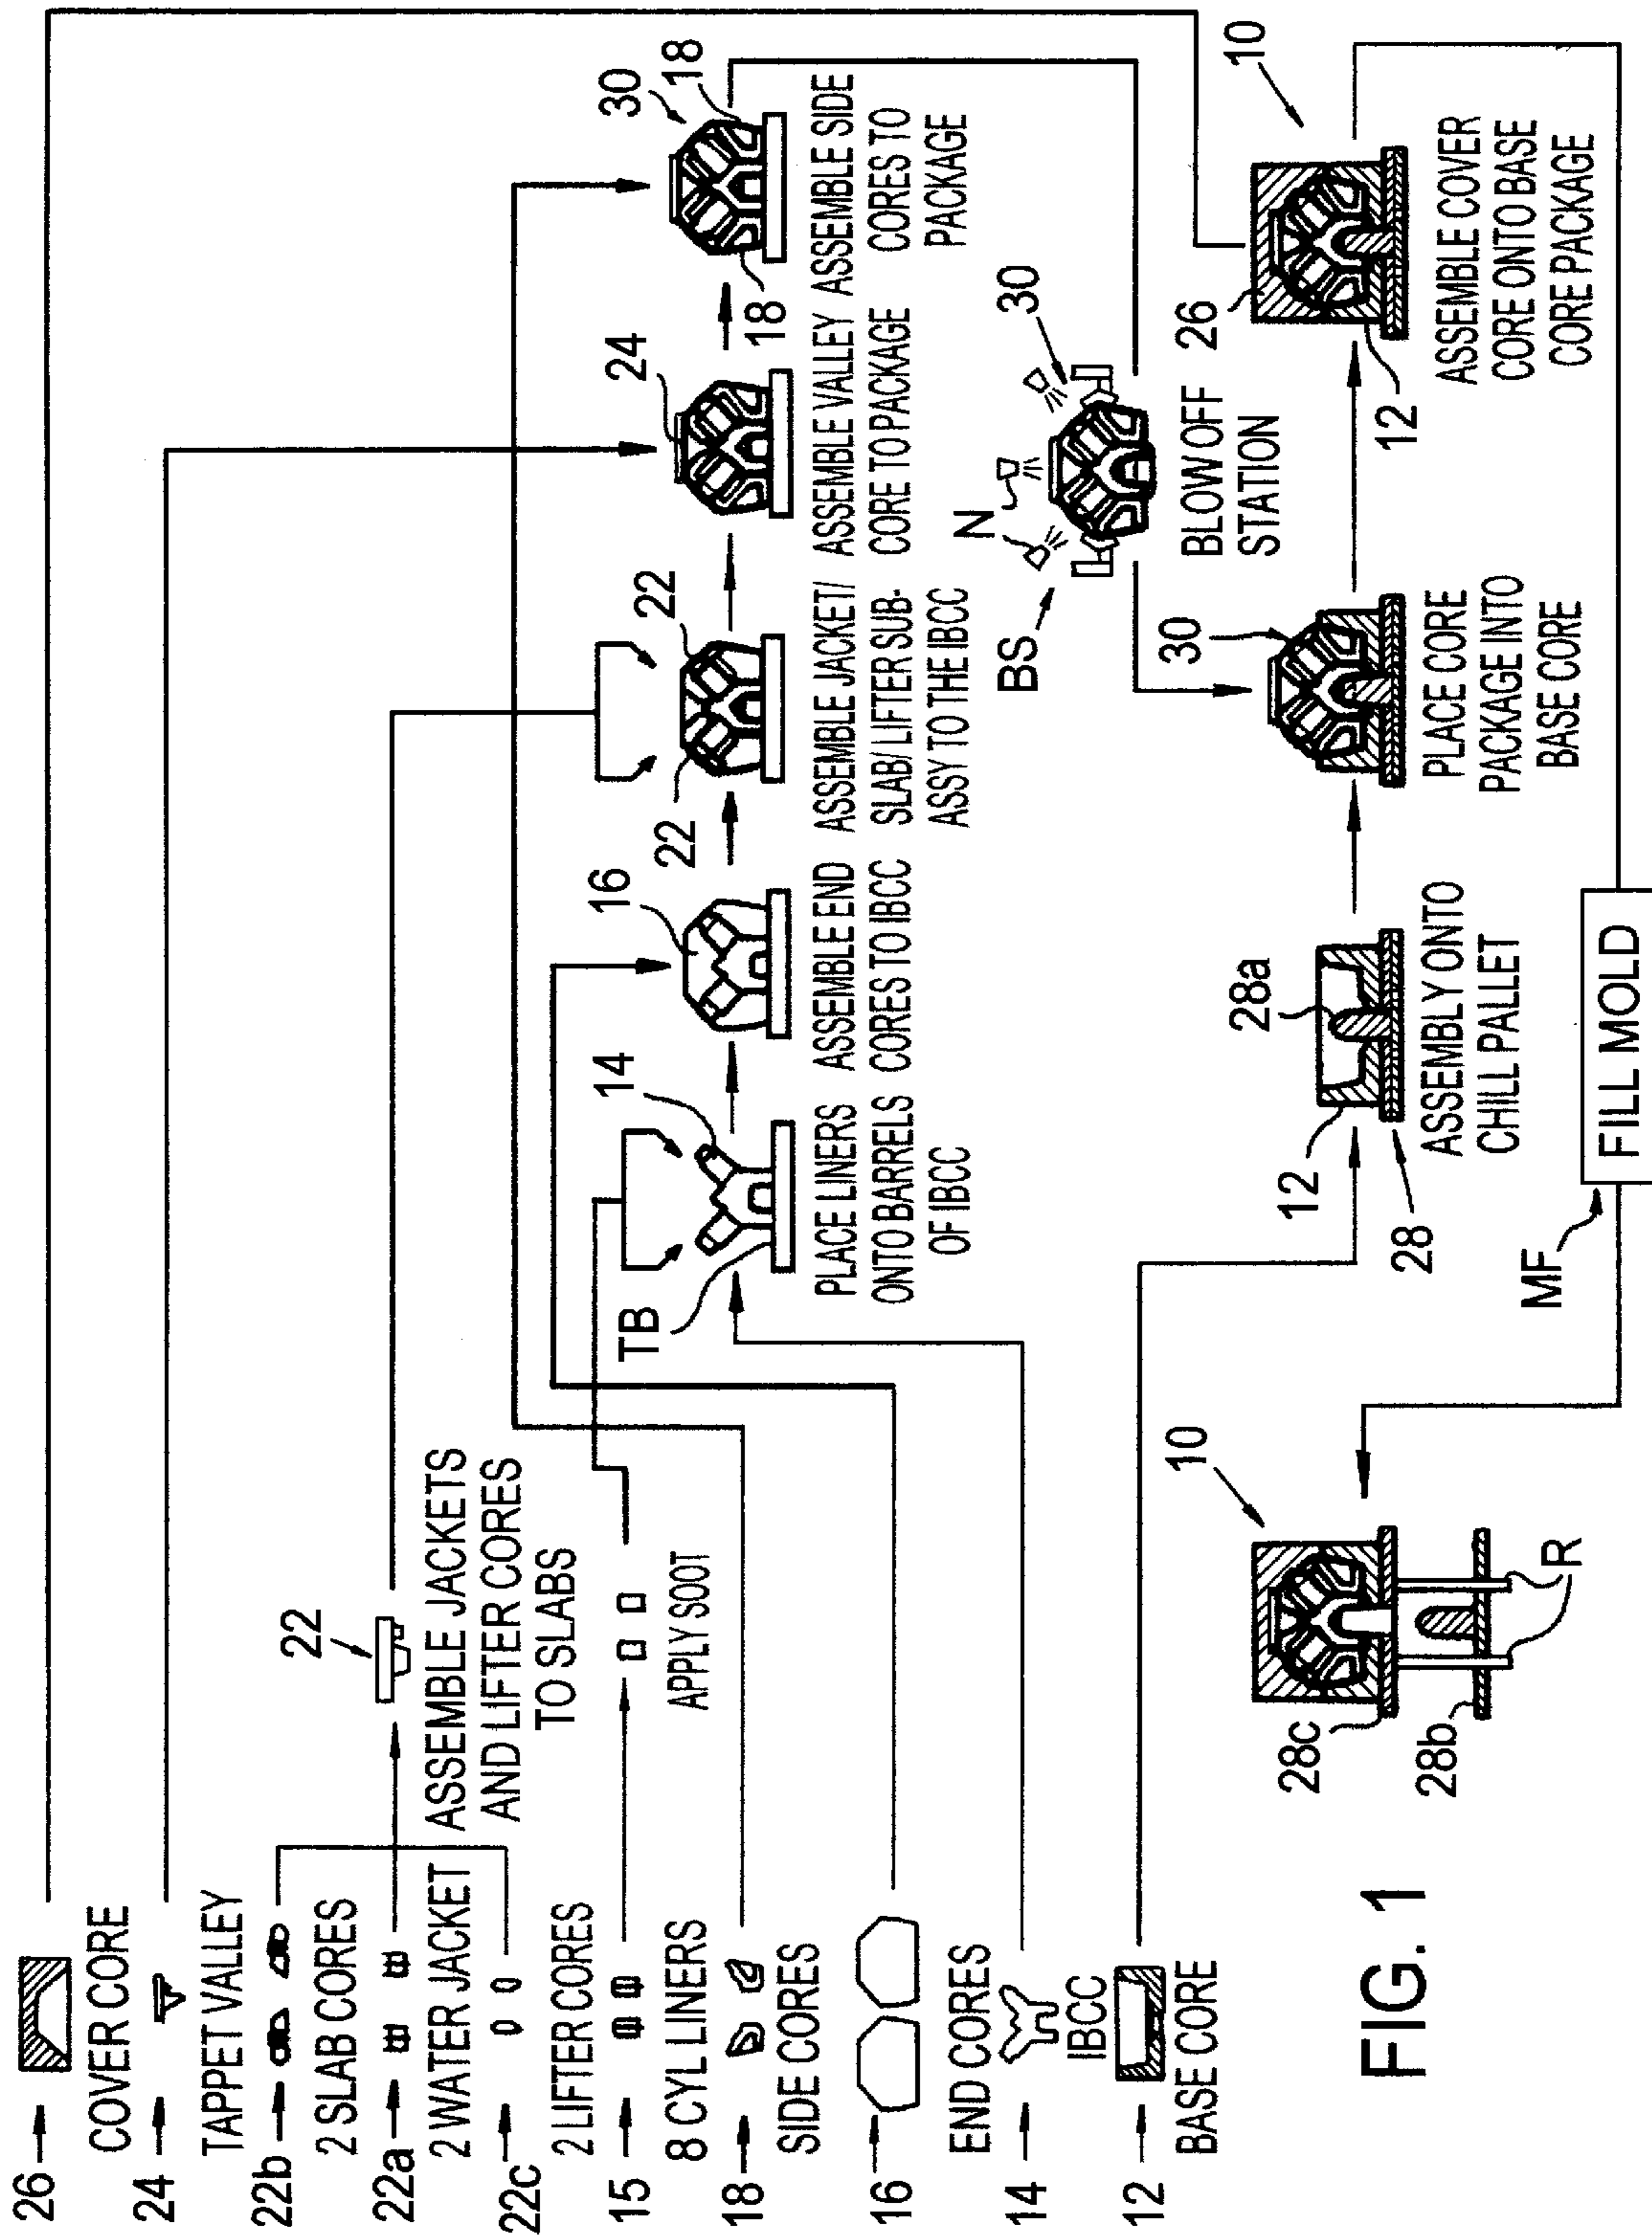 26
COVER CORE
24
TAPPET VALLEY
22b
2 SLAB CORES
22a
2 WATER JACKET
22c
2 LIFTER CORES
15
8 CYL LINERS
18
SIDE CORES
16
END CORES
14
IBCC
12
BASE CORE
22
ASSEMBLE JACKETS
AND LIFTER CORES
TO SLABS
APPLY SOOT
TB
14
PLACE LINERS
ONTO BARRELS
OF IBCC
16
ASSEMBLE END
CORES TO IBCC
22
22
ASSEMBLE JACKET/
SLAB/LIFTER SUB-
ASSY TO THE IBCC
24
ASSEMBLE VALLEY
CORE TO PACKAGE
30
18
18
ASSEMBLE SIDE
CORES TO
PACKAGE
BS
N
30
BLOW OFF
STATION
12
28
28a
ASSEMBLY ONTO
CHILL PALLET
30
PLACE CORE
PACKAGE INTO
BASE CORE
26
10
12
ASSEMBLE COVER
CORE ONTO BASE
CORE PACKAGE
MF
FILL MOLD
10
28c
28b
R
FIG. 1